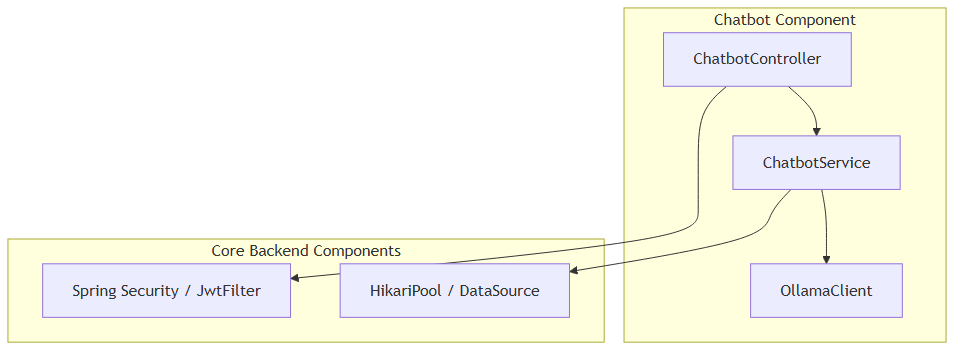 Chatbot Component
ChatbotController
ChatbotService
Core Backend Components
Spring Security / JwtFilter
HikariPool / DataSource
OllamaClient